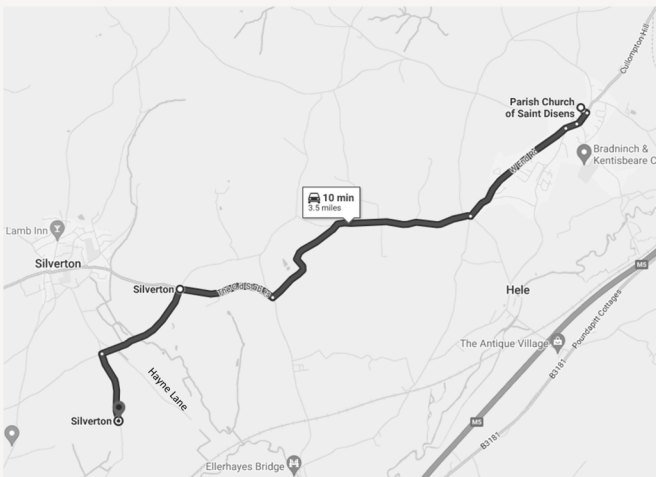 Cullompton Hill
Parish Church
of Saint Disens
Bradninch &
Kentisbeare C
10 min
3.5 miles
Lamb Inn
Silverton
Silverton
Hele
M5
The Antique Village
Poundapitt Cottages
B3181
Hayne Lane
Silverton
M5
B3181
Ellerhayes Bridge